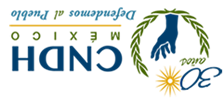 30
años
CNDH
MÉXICO
Defendemos al Pueblo